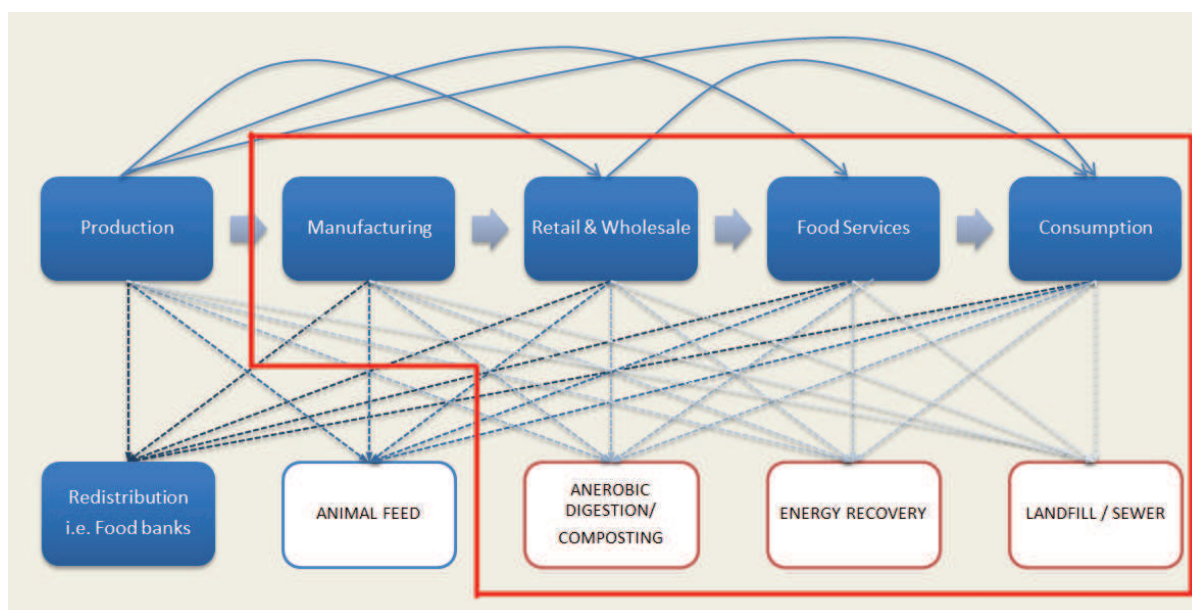 Production
Manufacturing
Retail & Wholesale
Food Services
Consumption
Redistribution
i.e. Food banks
ANIMAL FEED
ANEROBIC
DIGESTION/
COMPOSTING
ENERGY RECOVERY
LANDFILL / SEWER